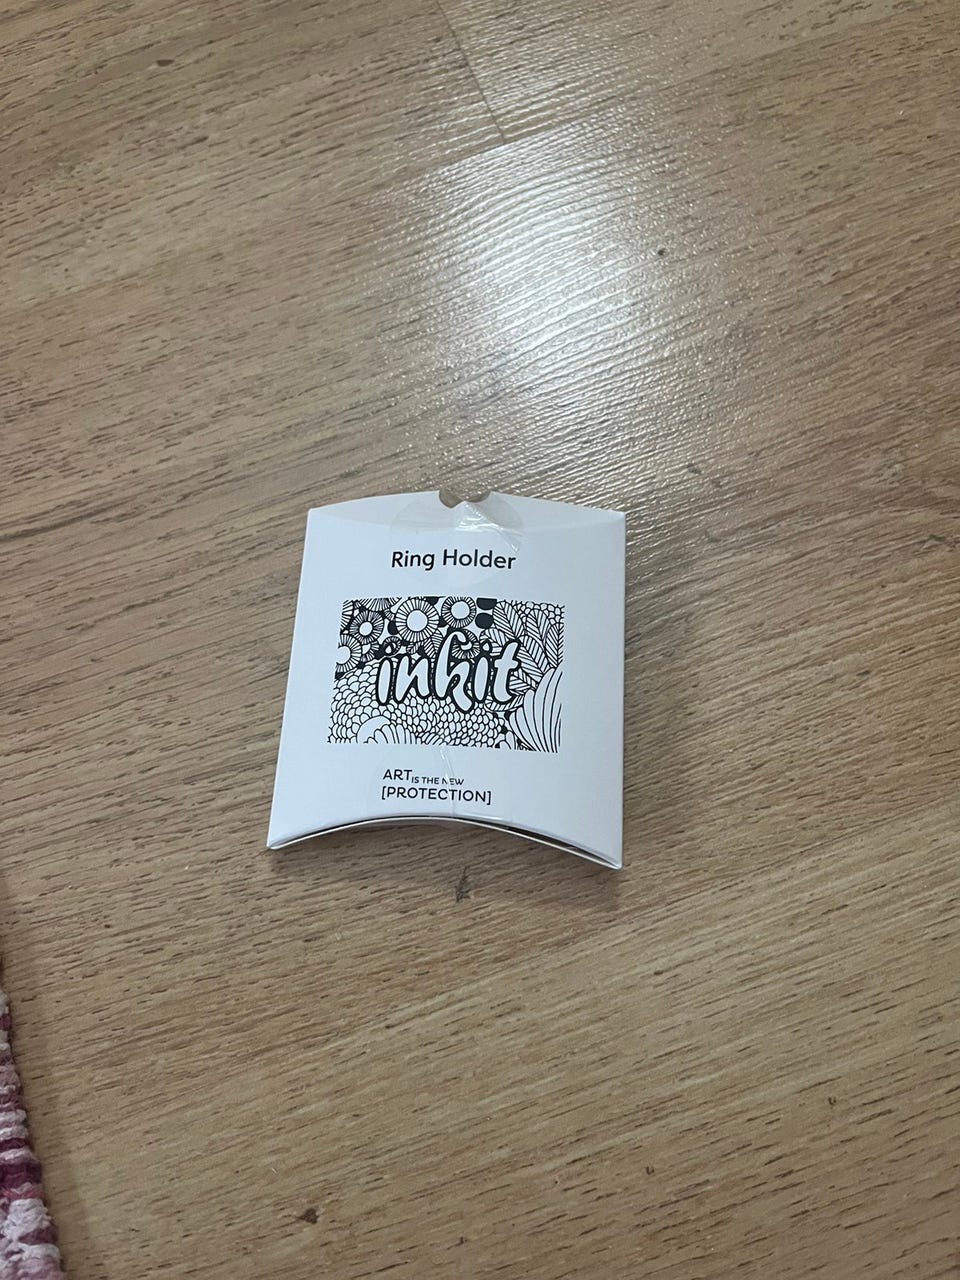 Ring Holder
inkit
ART IS THE NEW
[PROTECTION]